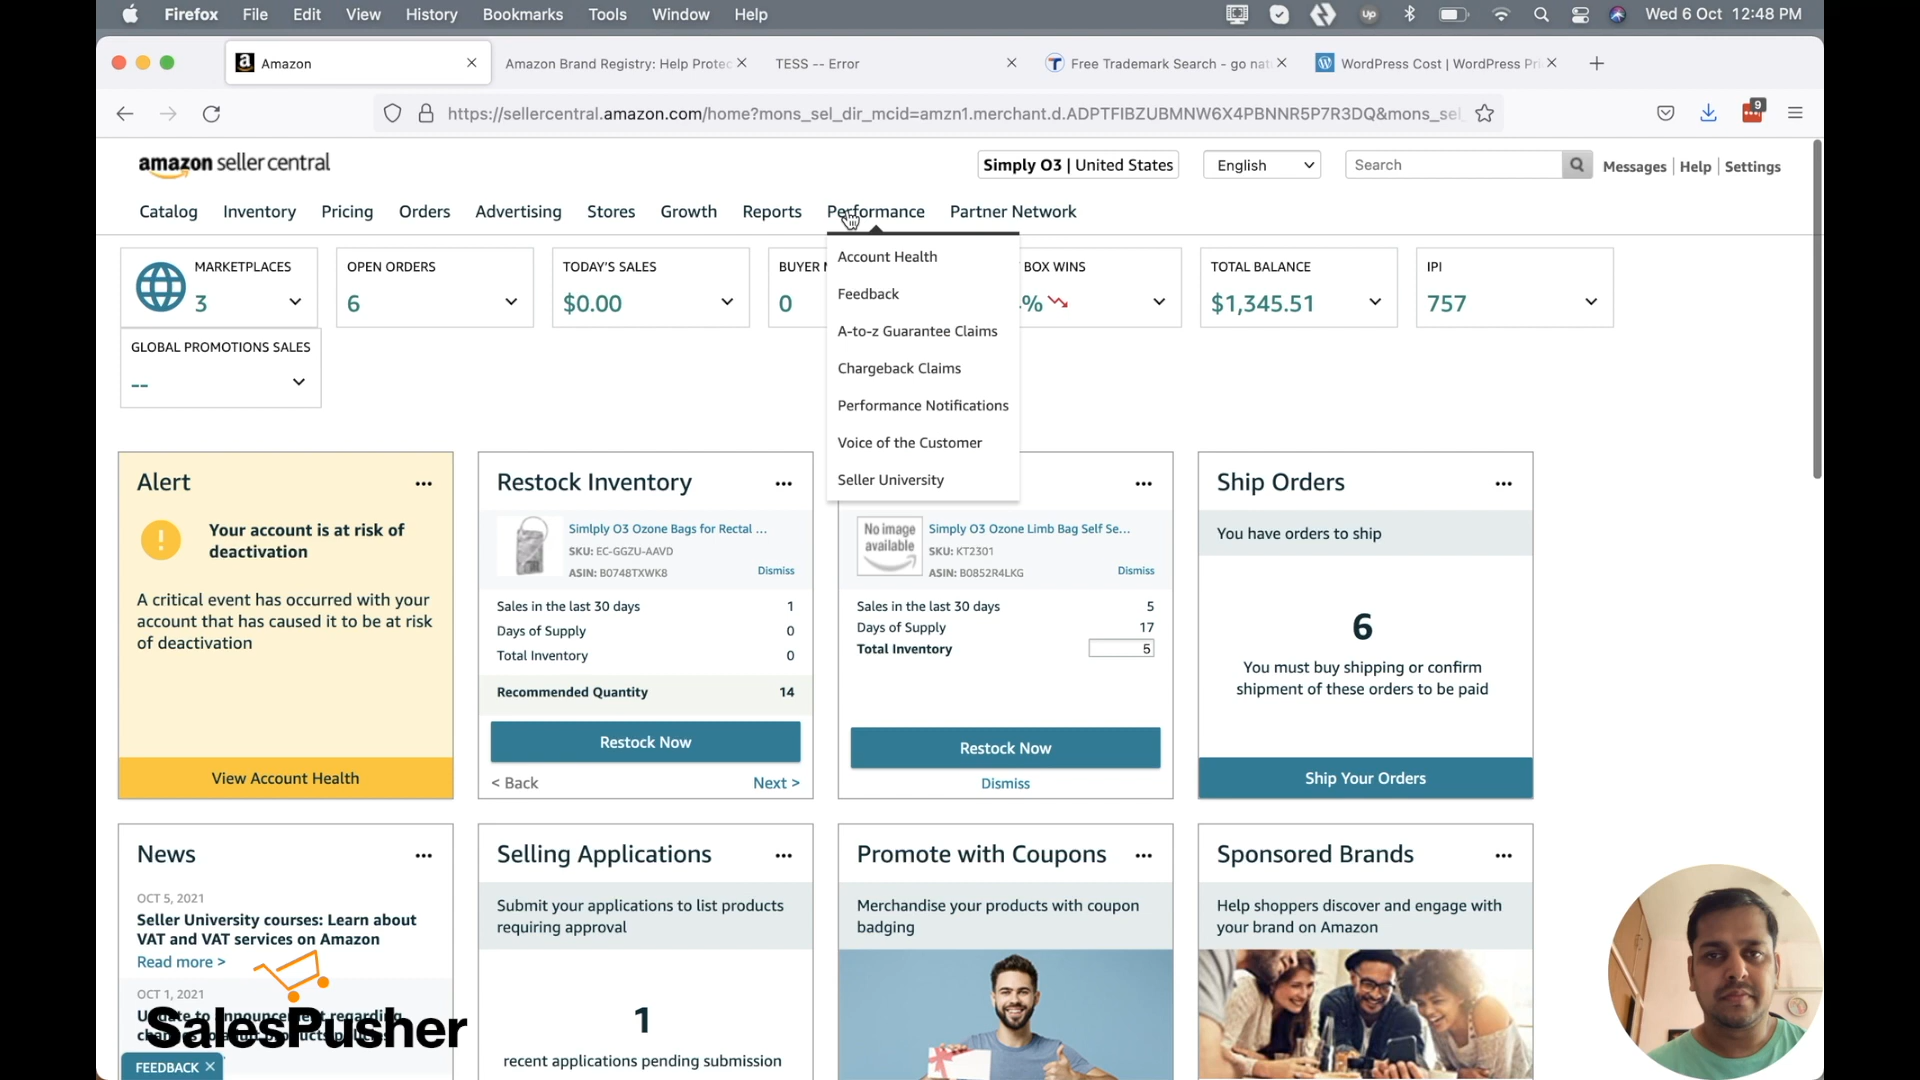 Firefox File Edit View History Bookmarks Tools Window Help
Up
Wed 6 Oct 12:48 PM
Amazon
Amazon Brand Registry: Help Protec
TESS -- Error
Free Trademark Search - go nat
WordPress Cost | WordPress Pri
https://sellercentral.amazon.com/home?mons_sel_dir_mcid=amzn1.merchant.d.ADPTFIBZUBMNW6X4PBNNR5P7R3DQ&mons_sel
9
amazon seller central
Simply O3 | United States
English
Search
Messages | Help | Settings
Catalog Inventory Pricing Orders Advertising Stores Growth Reports Performance Partner Network
MARKETPLACES
3
OPEN ORDERS
6
TODAY'S SALES
$0.00
BUYER M
0
BOX WINS
%
TOTAL BALANCE
$1,345.51
IPI
757
GLOBAL PROMOTIONS SALES
--
Account Health
Feedback
A-to-z Guarantee Claims
Chargeback Claims
Performance Notifications
Voice of the Customer
Seller University
Alert
Your account is at risk of
deactivation
A critical event has occurred with your
account that has caused it to be at risk
of deactivation
View Account Health
Restock Inventory
Simlply O3 Ozone Bags for Rectal ...
SKU: EC-GGZU-AAVD
ASIN: B0748TXWK8
Dismiss
Sales in the last 30 days 1
Days of Supply 0
Total Inventory 0
Recommended Quantity 14
Restock Now
< Back Next >
No image
available
Simply O3 Ozone Limb Bag Self Se...
SKU: KT2301
ASIN: B0852R4LKG
Dismiss
Sales in the last 30 days 5
Days of Supply 17
Total Inventory 5
Restock Now
Dismiss
Ship Orders
You have orders to ship
6
You must buy shipping or confirm
shipment of these orders to be paid
Ship Your Orders
News
OCT 5, 2021
Seller University courses: Learn about
VAT and VAT services on Amazon
Read more >
OCT 1, 2021
Update to announcement regarding
SalesPusher
FEEDBACK
Selling Applications
Submit your applications to list products
requiring approval
1
recent applications pending submission
Promote with Coupons
Merchandise your products with coupon
badging
Sponsored Brands
Help shoppers discover and engage with
your brand on Amazon